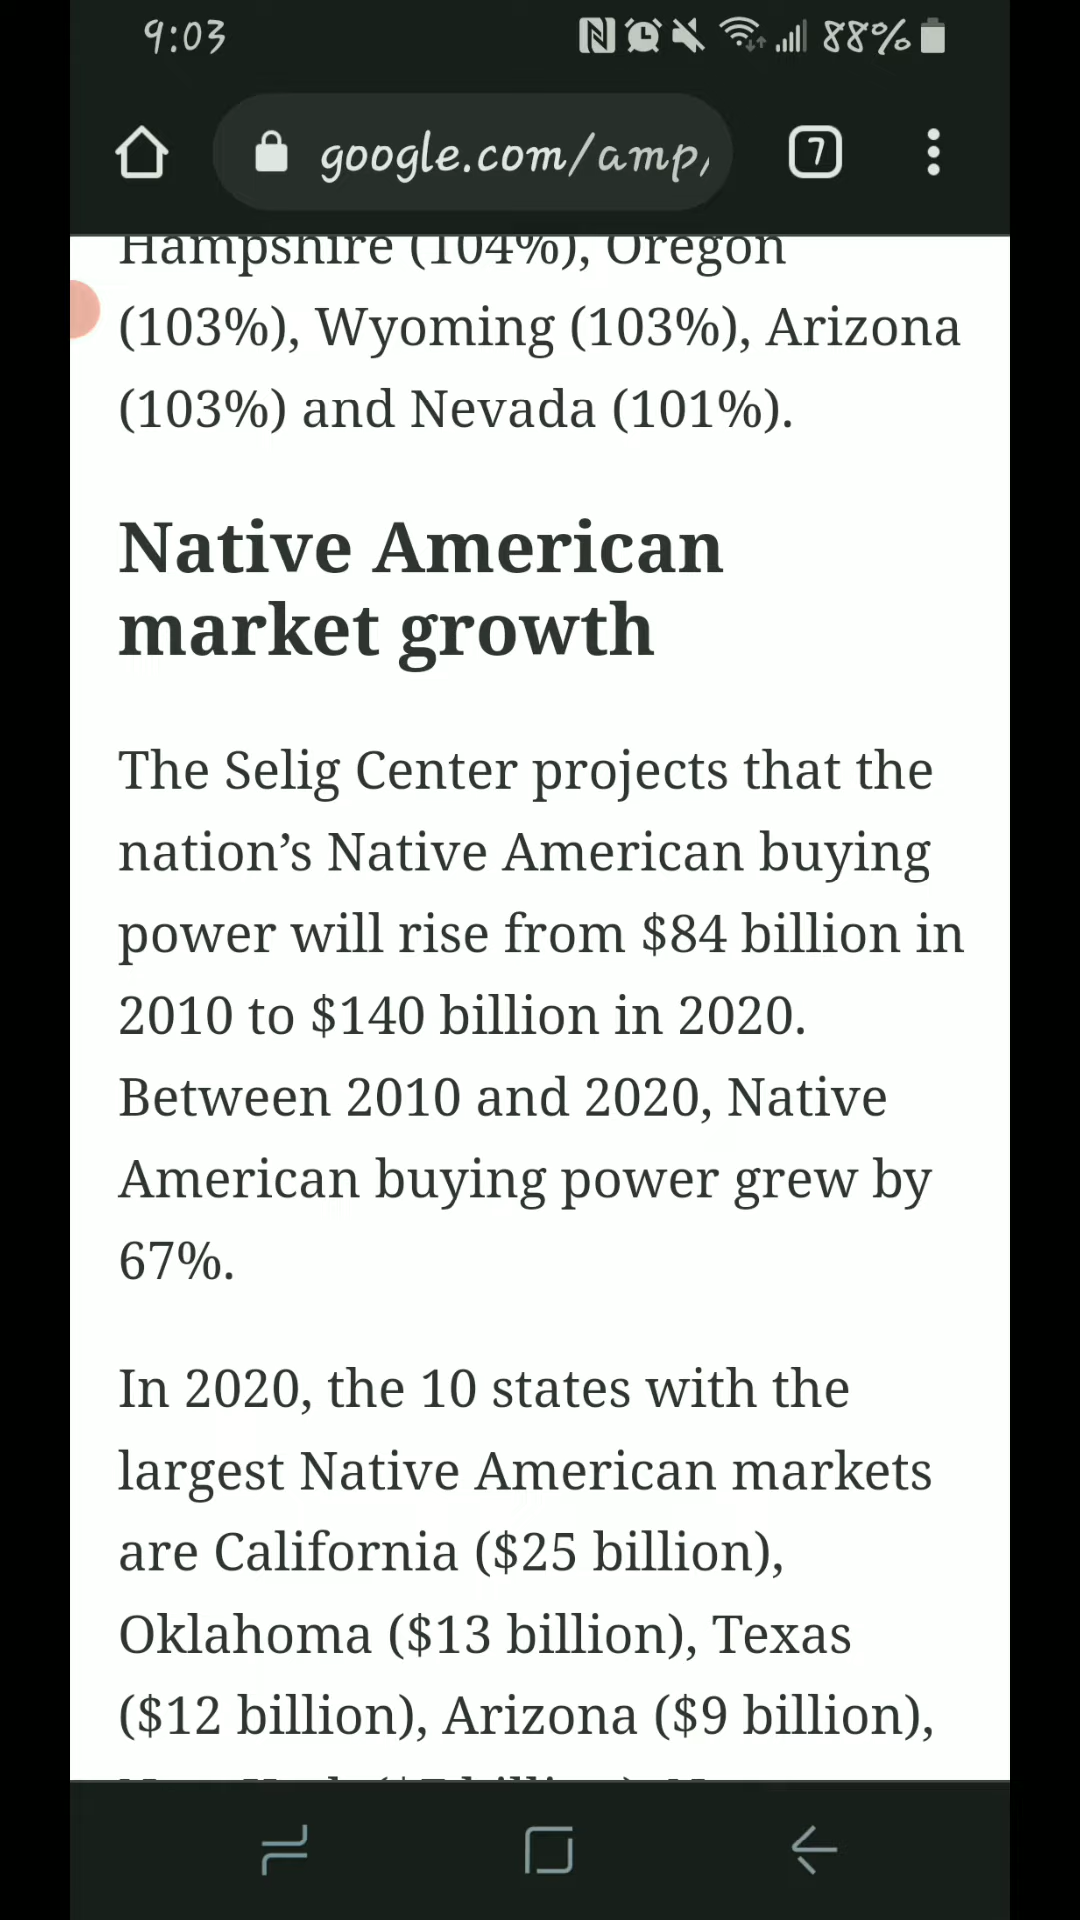 9:03 88%
google.com/amp/ 7
Hampshire (104%), Oregon
(103%), Wyoming (103%), Arizona
(103%) and Nevada (101%).
Native American
market growth
The Selig Center projects that the
nation’s Native American buying
power will rise from $84 billion in
2010 to $140 billion in 2020.
Between 2010 and 2020, Native
American buying power grew by
67%.
In 2020, the 10 states with the
largest Native American markets
are California ($25 billion),
Oklahoma ($13 billion), Texas
($12 billion), Arizona ($9 billion),